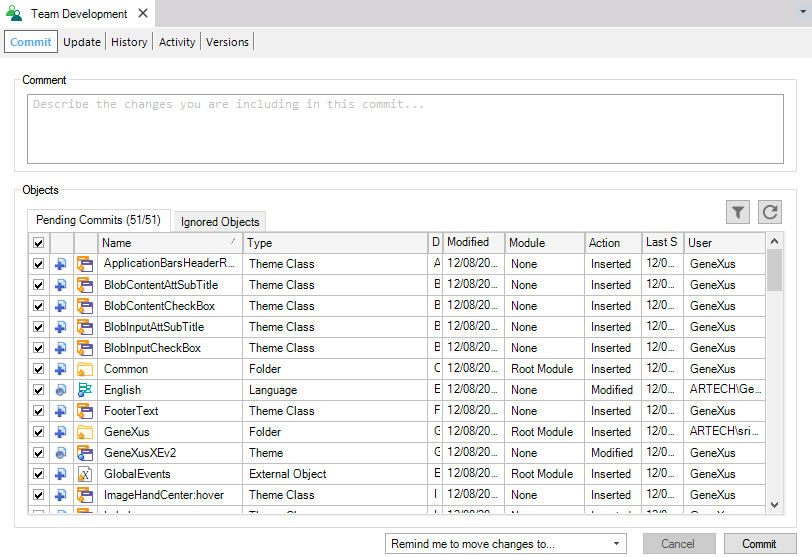 Team Development
Commit Update History Activity Versions
Comment
Describe the changes you are including in this commit...
Objects
Pending Commits (51/51) Ignored Objects
Name Type D Modified Module Action Last S User
ApplicationBarsHeaderR... Theme Class 12/08/20... None Inserted 12/0... GeneXus
BlobContentAttSubTitle Theme Class B 12/08/20... None Inserted 12/0... GeneXus
BlobContentCheckBox Theme Class B 12/08/20... None Inserted 12/0... GeneXus
BlobInputAttSubTitle Theme Class B 12/08/20... None Inserted 12/0... GeneXus
BlobInputCheckBox Theme Class B 12/08/20... None Inserted 12/0... GeneXus
Common Folder C 12/08/20... Root Module Inserted 12/0... GeneXus
English Language E 12/08/20... None Modified 12/0... ARTECH\Ge...
FooterText Theme Class F 12/08/20... None Inserted 12/0... GeneXus
GeneXus Folder G 12/08/20... Root Module Inserted 12/0... ARTECH\sri...
GeneXusXEv2 Theme G 12/08/20... None Modified 12/0... GeneXus
GlobalEvents External Object E 12/08/20... Root Module Inserted 12/0... GeneXus
ImageHandCenter:hover Theme Class I 12/08/20... None Inserted 12/0... GeneXus
Remind me to move changes to... Cancel Commit